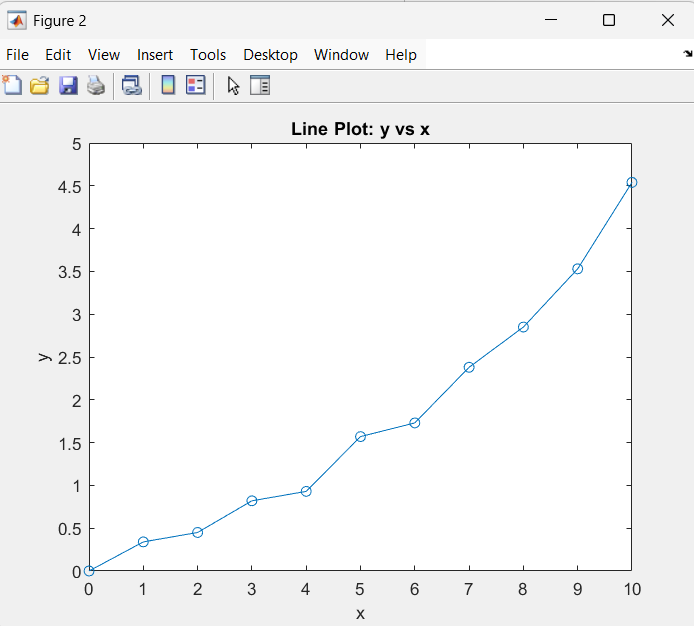 Figure 2
File Edit View Insert Tools Desktop Window Help
Line Plot: y vs x
5
4.5
4
3.5
3
y
2.5
2
1.5
1
0.5
0
0 1 2 3 4 5 6 7 8 9 10
x